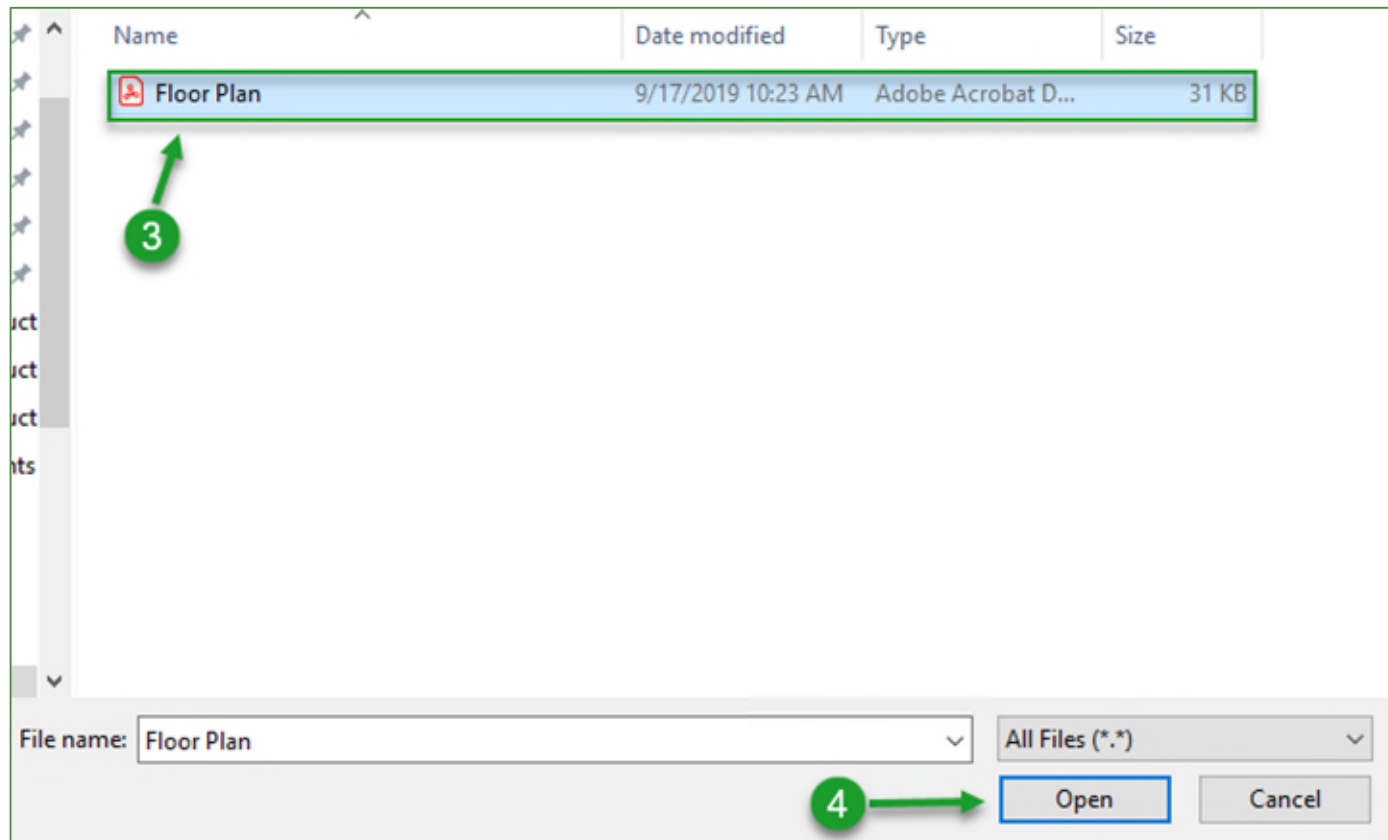 Name Date modified Type Size
Floor Plan 9/17/2019 10:23 AM Adobe Acrobat D... 31 KB
3
uct
uct
uct
nts
File name: Floor Plan All Files (*.*)
4 Open Cancel